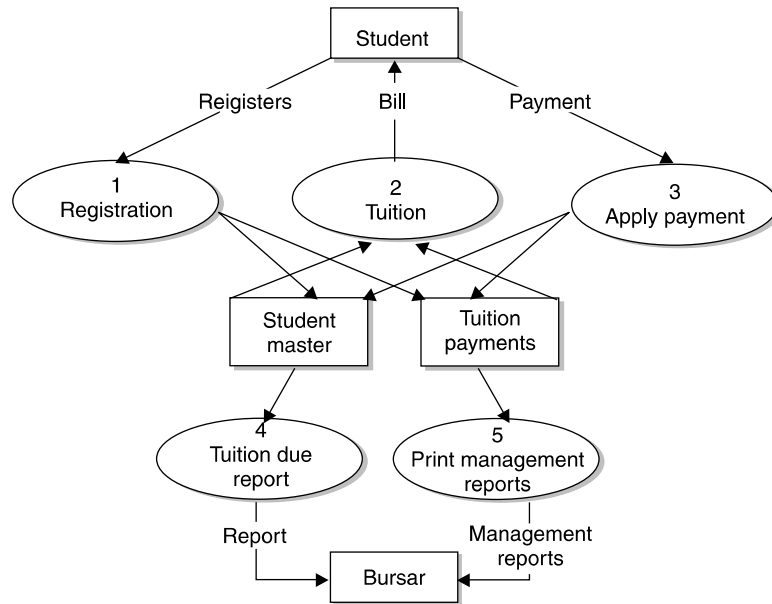 Student
Reigisters
Bill
Payment
1
Registration
2
Tuition
3
Apply payment
Student
master
Tuition
payments
4
Tuition due
report
5
Print management
reports
Report
Management
reports
Bursar